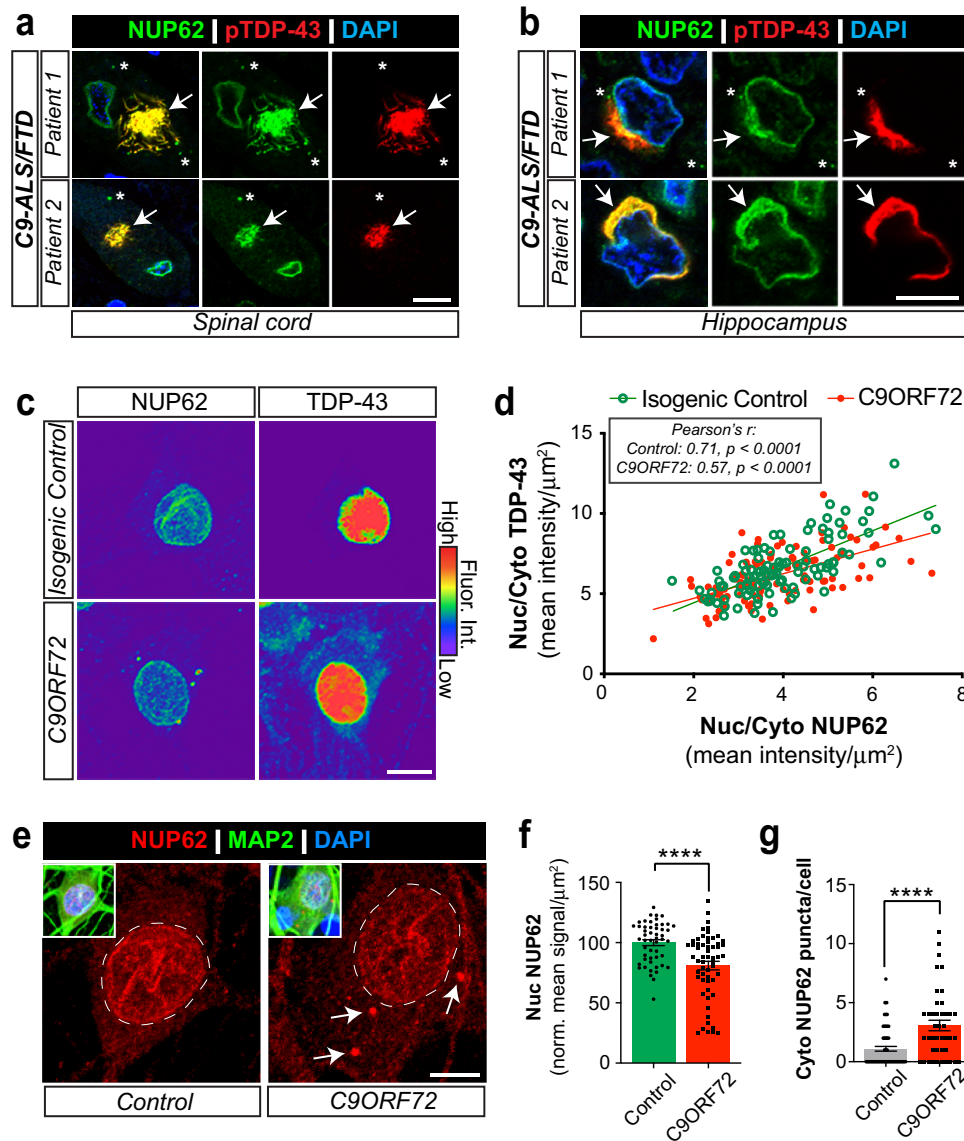 a
NUP62 | pTDP-43 | DAPI
C9-ALS/FTD
Patient 1
Patient 2
* * * * * *
* * *
Spinal cord
b
NUP62 | pTDP-43 | DAPI
C9-ALS/FTD
Patient 1
Patient 2
* * * * * *
Hippocampus
c
NUP62 TDP-43
Isogenic Control
C9ORF72
High
Fluor. Int.
Low
d
Isogenic Control C9ORF72
Pearson's r:
Control: 0.71, p < 0.0001
C9ORF72: 0.57, p < 0.0001
Nuc/Cyto TDP-43
(mean intensity/μm²)
15
10
5
0
0 2 4 6 8
Nuc/Cyto NUP62
(mean intensity/μm²)
e
NUP62 | MAP2 | DAPI
Control C9ORF72
f
****
Nuc NUP62
(norm. mean signal/μm²)
150
100
50
0
Control C9ORF72
g
****
Cyto NUP62 puncta/cell
15
10
5
0
Control C9ORF72